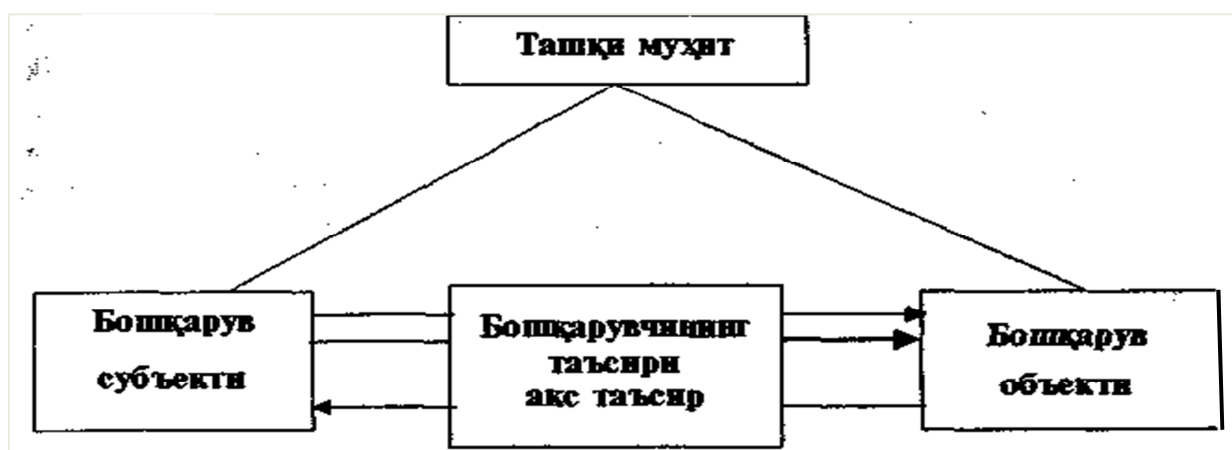 Ташқи муҳит
Бошқарув
субъекти
Бошқарувчининг
таъсири
акс таъсир
Бошқарув
объекти